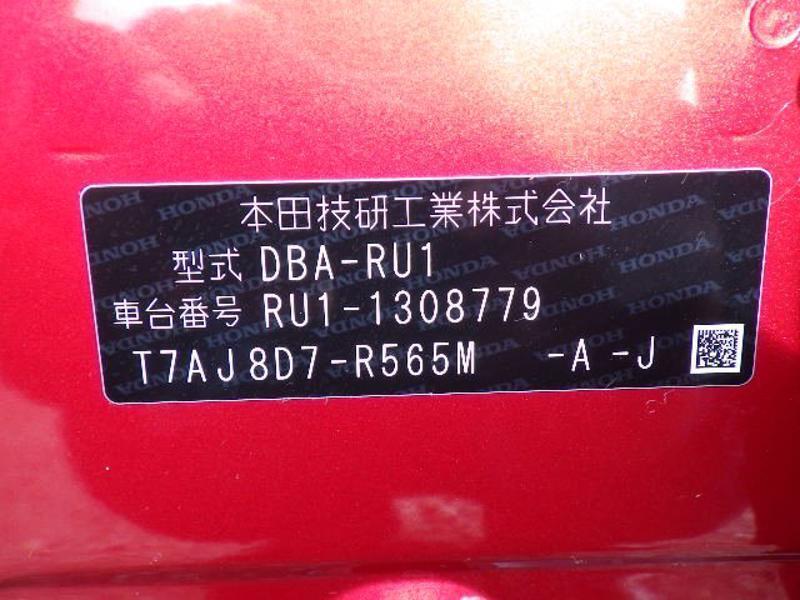 本田技研工業株式会社
型式 DBA-RU1
車台番号 RU1-1308779
T7AJ8D7-R565M -A -J